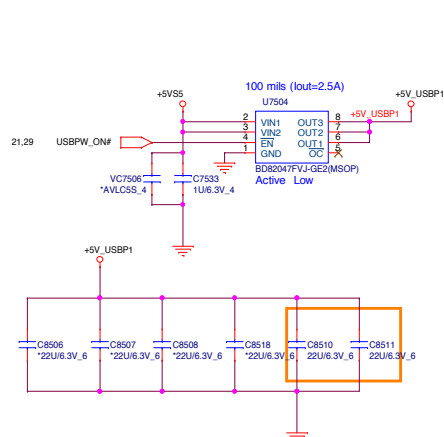 100 mils (Iout=2.5A)
+5VS5
U7504
+5V_USBP1
+5V_USBP1
2 VIN1 OUT3 8
3 VIN2 OUT2 7
21,29 USBPW_ON# 4 EN OUT1 6
1 GND OC 5
BD82047FVJ-GE2(MSOP)
Active Low
VC7506
*AVLC5S_4
C7533
1U/6.3V_4
+5V_USBP1
C8506
*22U/6.3V_6
C8507
*22U/6.3V_6
C8508
*22U/6.3V_6
C8518
*22U/6.3V_6
C8510
22U/6.3V_6
C8511
22U/6.3V_6